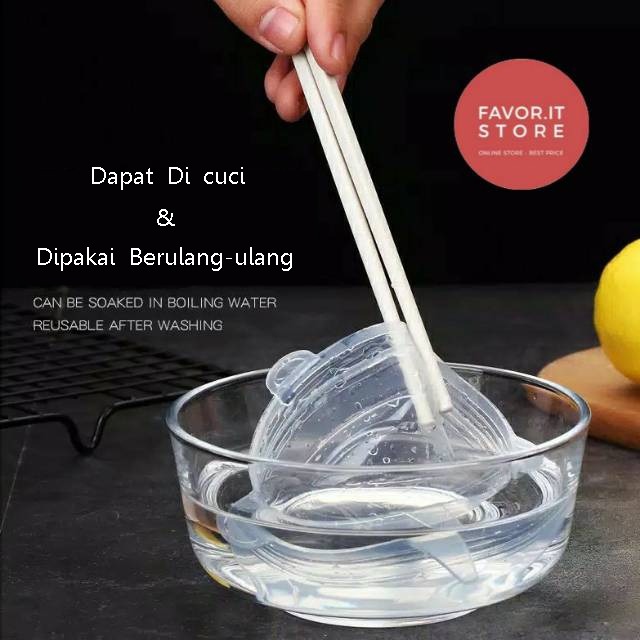 FAVOR.IT
STORE
ONLINE STORE - BEST PRICE
Dapat Di cuci
&
Dipakai Berulang-ulang
CAN BE SOAKED IN BOILING WATER
REUSABLE AFTER WASHING